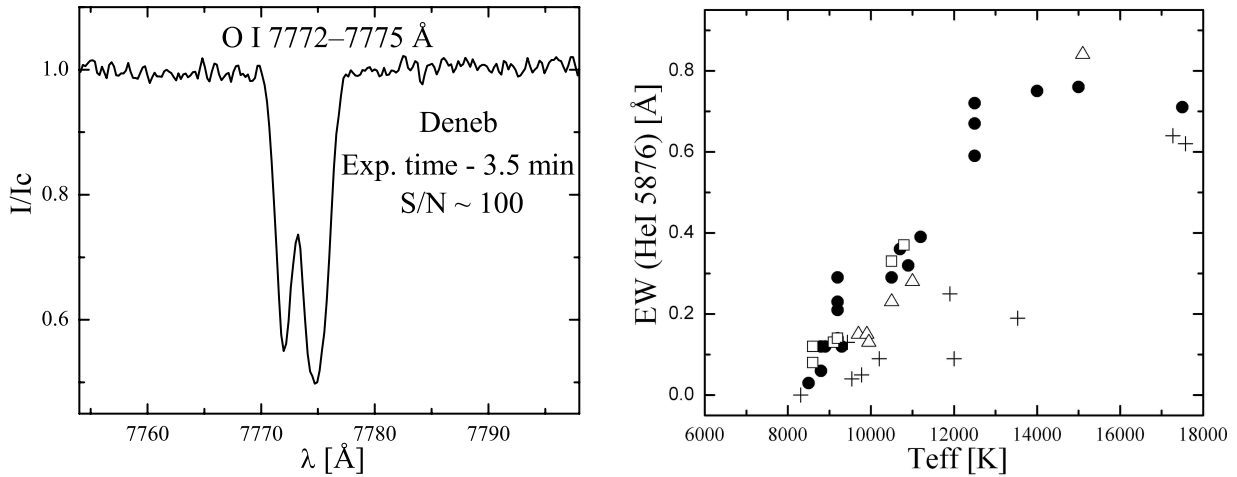 O I 7772–7775 Å
Deneb
Exp. time - 3.5 min
S/N ~ 100
I/Ic
1.0
0.8
0.6
7760
7770
7780
7790
λ [Å]
EW (HeI 5876) [Å]
0.8
0.6
0.4
0.2
0.0
6000
8000
10000
12000
14000
16000
18000
Teff [K]